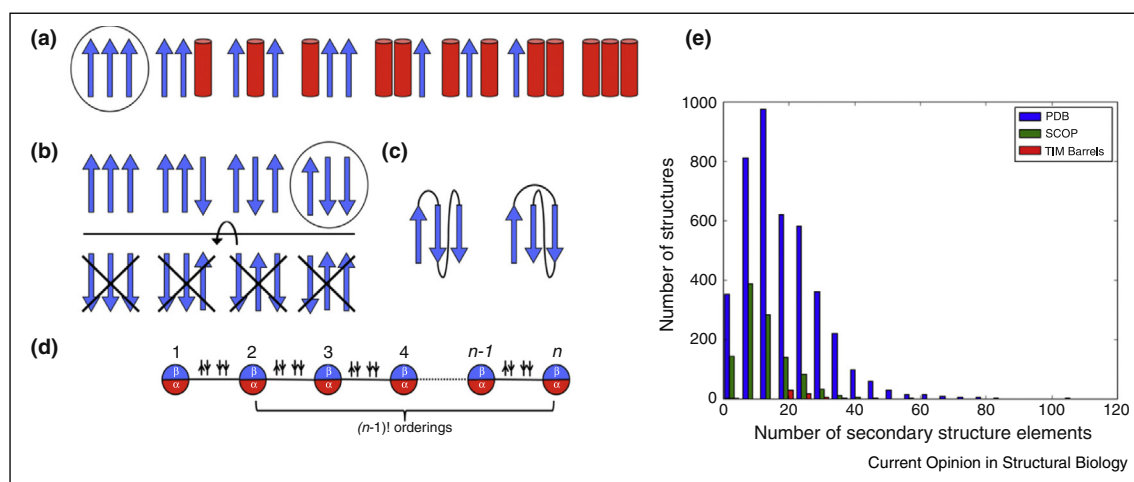 (a)
(b)
(c)
(d)
1 2 3 4 n-1 n
β β β β β β
α α α α α α
(n-1)! orderings
(e)
1000
800
600
400
200
0
0 20 40 60 80 100 120
Number of structures
Number of secondary structure elements
PDB
SCOP
TIM Barrels
Current Opinion in Structural Biology